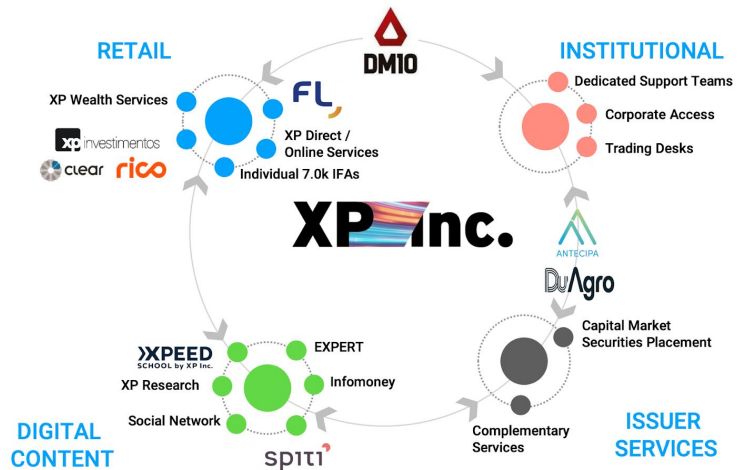 RETAIL
XP Wealth Services
xp investimentos
clear
rico
FL
XP Direct /
Online Services
Individual 7.0k IFAs
DM10
INSTITUTIONAL
Dedicated Support Teams
Corporate Access
Trading Desks
XP Inc.
ANTECIPA
DuAgro
XPEED
SCHOOL by XP Inc.
XP Research
Social Network
EXPERT
Infomoney
spiti
DIGITAL
CONTENT
Capital Market
Securities Placement
Complementary
Services
ISSUER
SERVICES